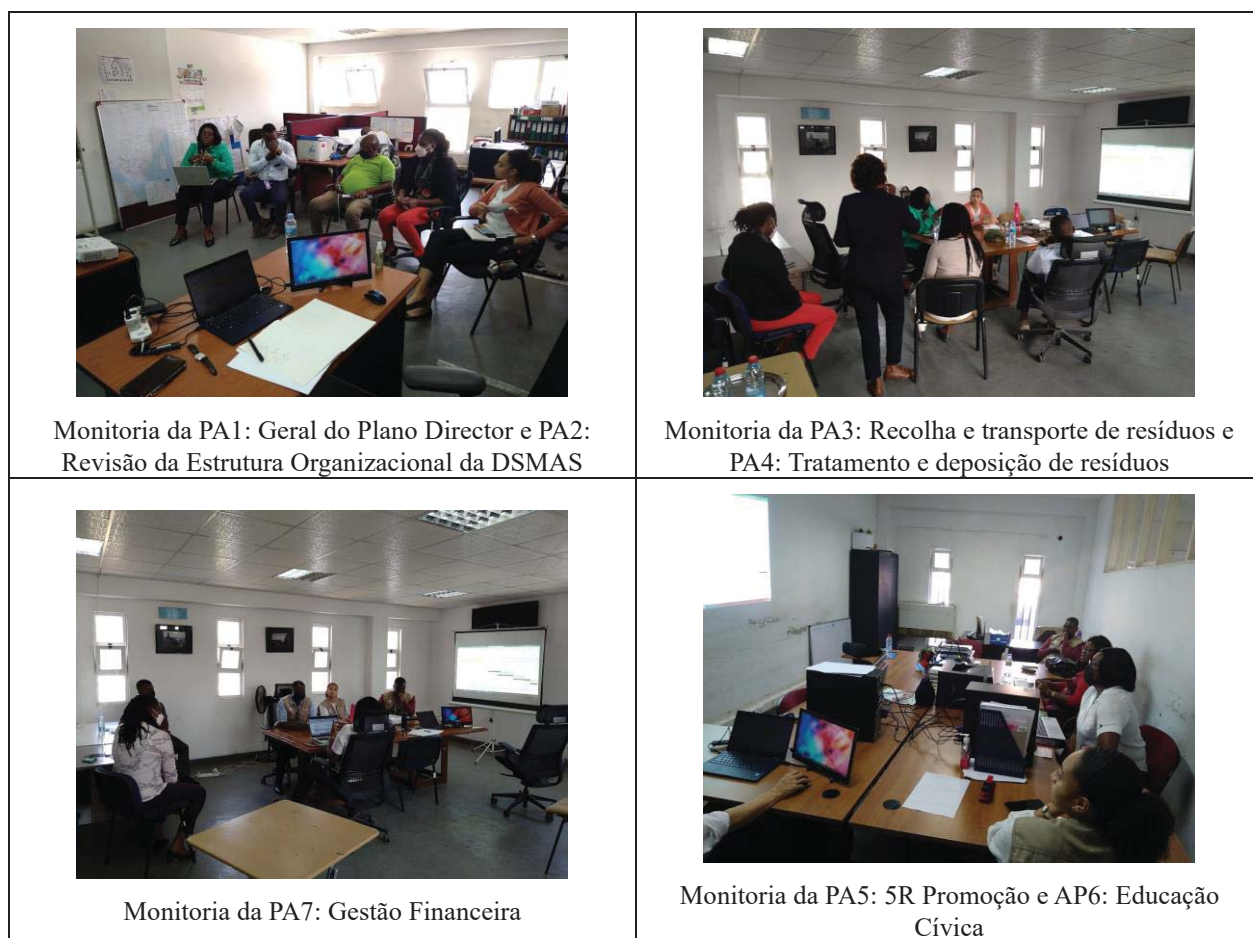 Monitoria da PA1: Geral do Plano Director e PA2:
Revisão da Estrutura Organizacional da DSMAS
Monitoria da PA3: Recolha e transporte de resíduos e
PA4: Tratamento e deposição de resíduos
Monitoria da PA7: Gestão Financeira
Monitoria da PA5: 5R Promoção e AP6: Educação
Cívica